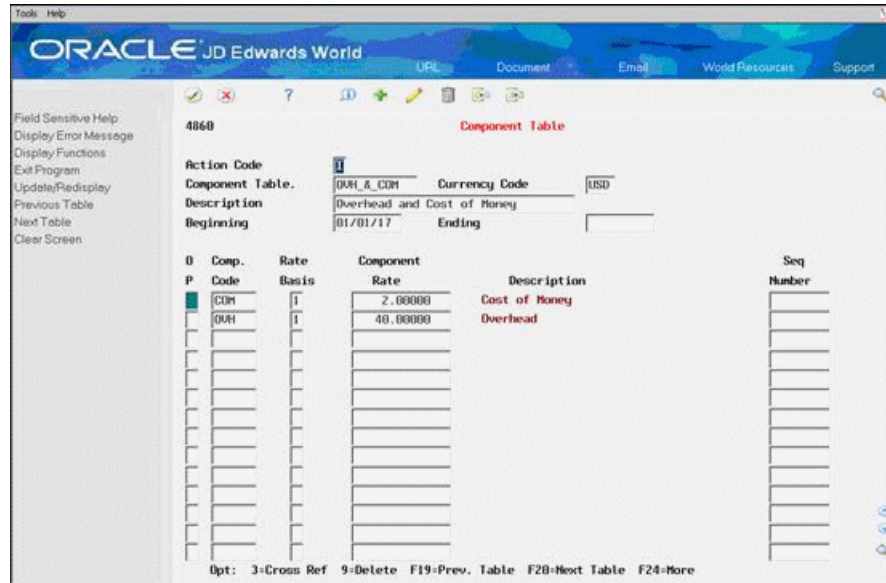 Tools Help
ORACLE JD Edwards World
URL Document Email World Resources Support
Field Sensitive Help
Display Error Message
Display Functions
Exit Program
Update/Redisplay
Previous Table
Next Table
Clear Screen
4860 Component Table
Action Code I
Component Table. OVH_&_COM Currency Code USD
Description Overhead and Cost of Money
Beginning 01/01/17 Ending
O Comp. Rate Component Seq
P Code Basis Rate Description Number
COM 1 2.00000 Cost of Money
OVH 1 40.00000 Overhead
Opt: 3=Cross Ref 9=Delete F19=Prev. Table F20=Next Table F24=More